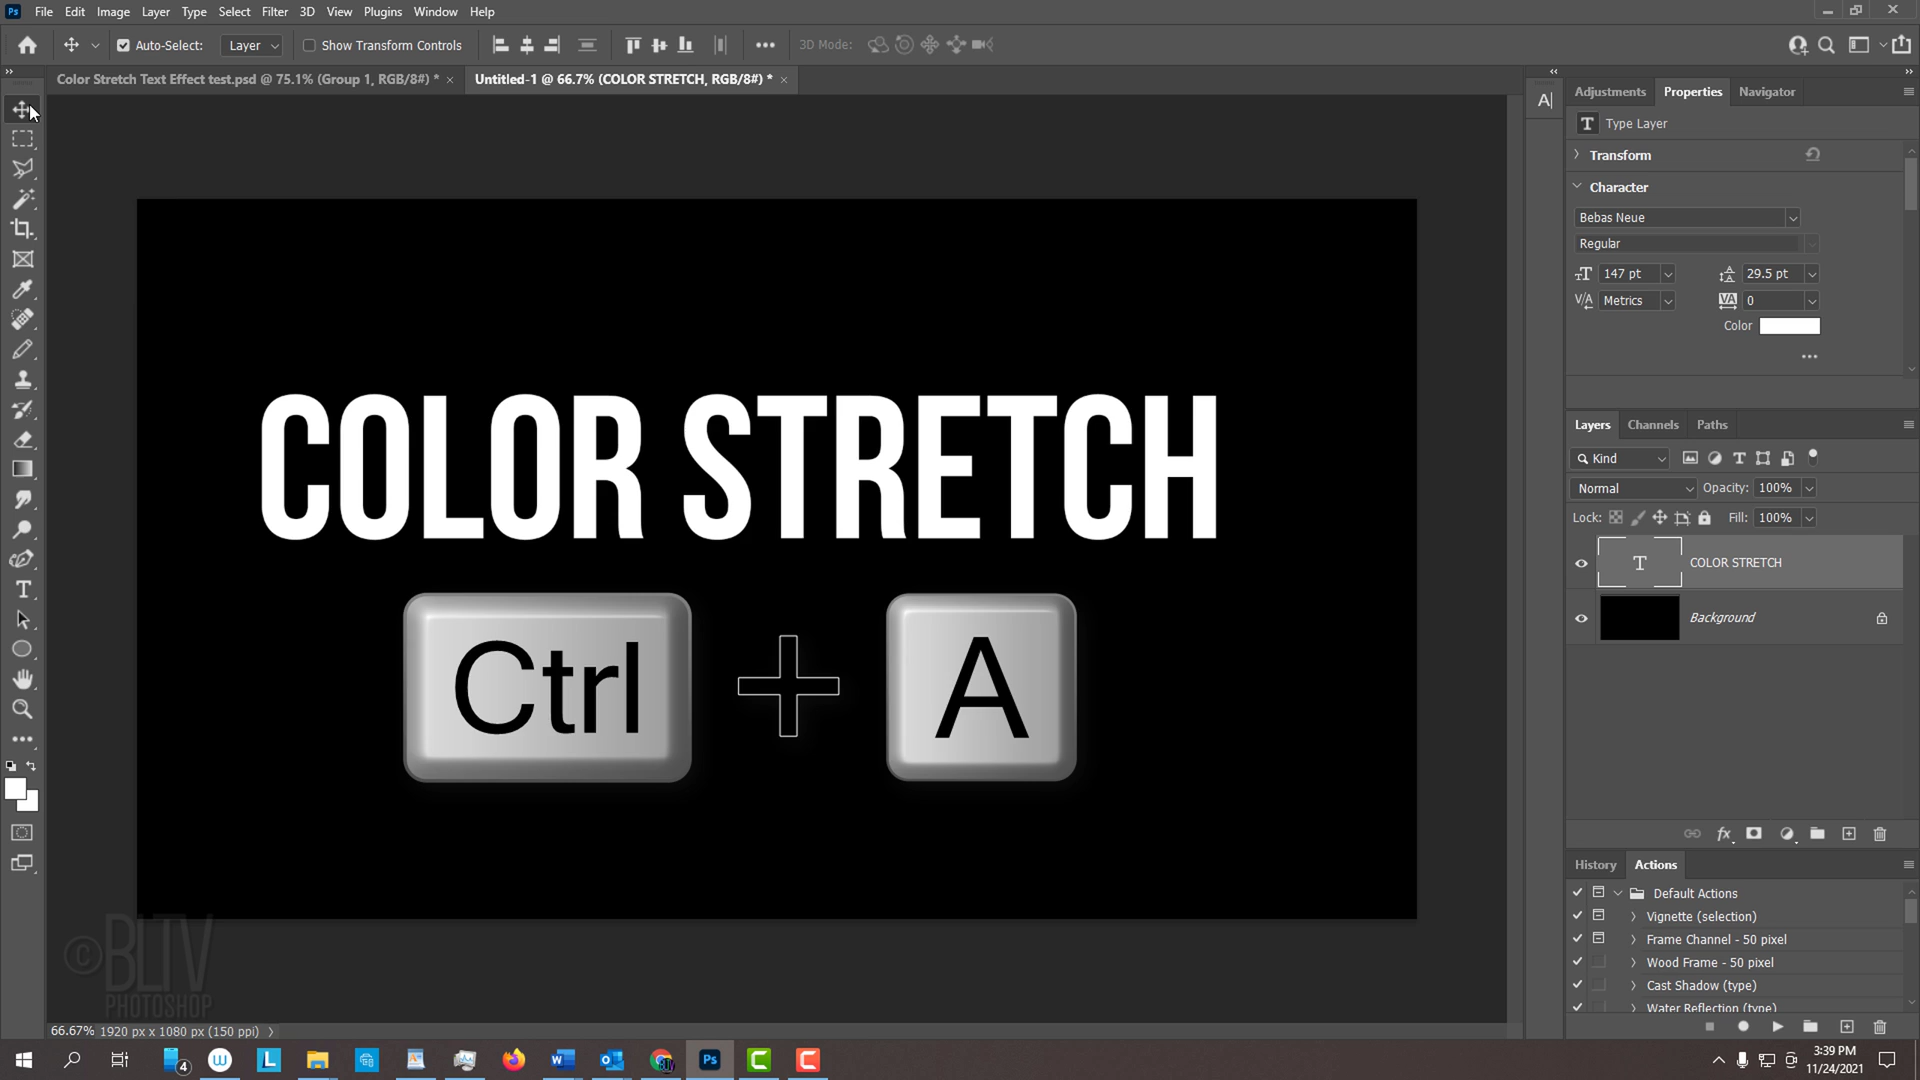 Ps File Edit Image Layer Type Select Filter 3D View Plugins Window Help
Auto-Select: Layer Show Transform Controls 3D Mode:
Color Stretch Text Effect test.psd @ 75.1% (Group 1, RGB/8#) * × Untitled-1 @ 66.7% (COLOR STRETCH, RGB/8#) * ×
Adjustments Properties Navigator
T Type Layer
Transform
Character
Bebas Neue
Regular
147 pt 29.5 pt
Metrics 0
Color
COLOR STRETCH
Ctrl + A
Layers Channels Paths
Kind
Normal Opacity: 100%
Lock: Fill: 100%
T COLOR STRETCH
Background
fx
History Actions
Default Actions
Vignette (selection)
Frame Channel - 50 pixel
Wood Frame - 50 pixel
Cast Shadow (type)
Water Reflection (type)
©BLTV
PHOTOSHOP
66.67% 1920 px x 1080 px (150 ppi)
4
Ps
3:39 PM
11/24/2021